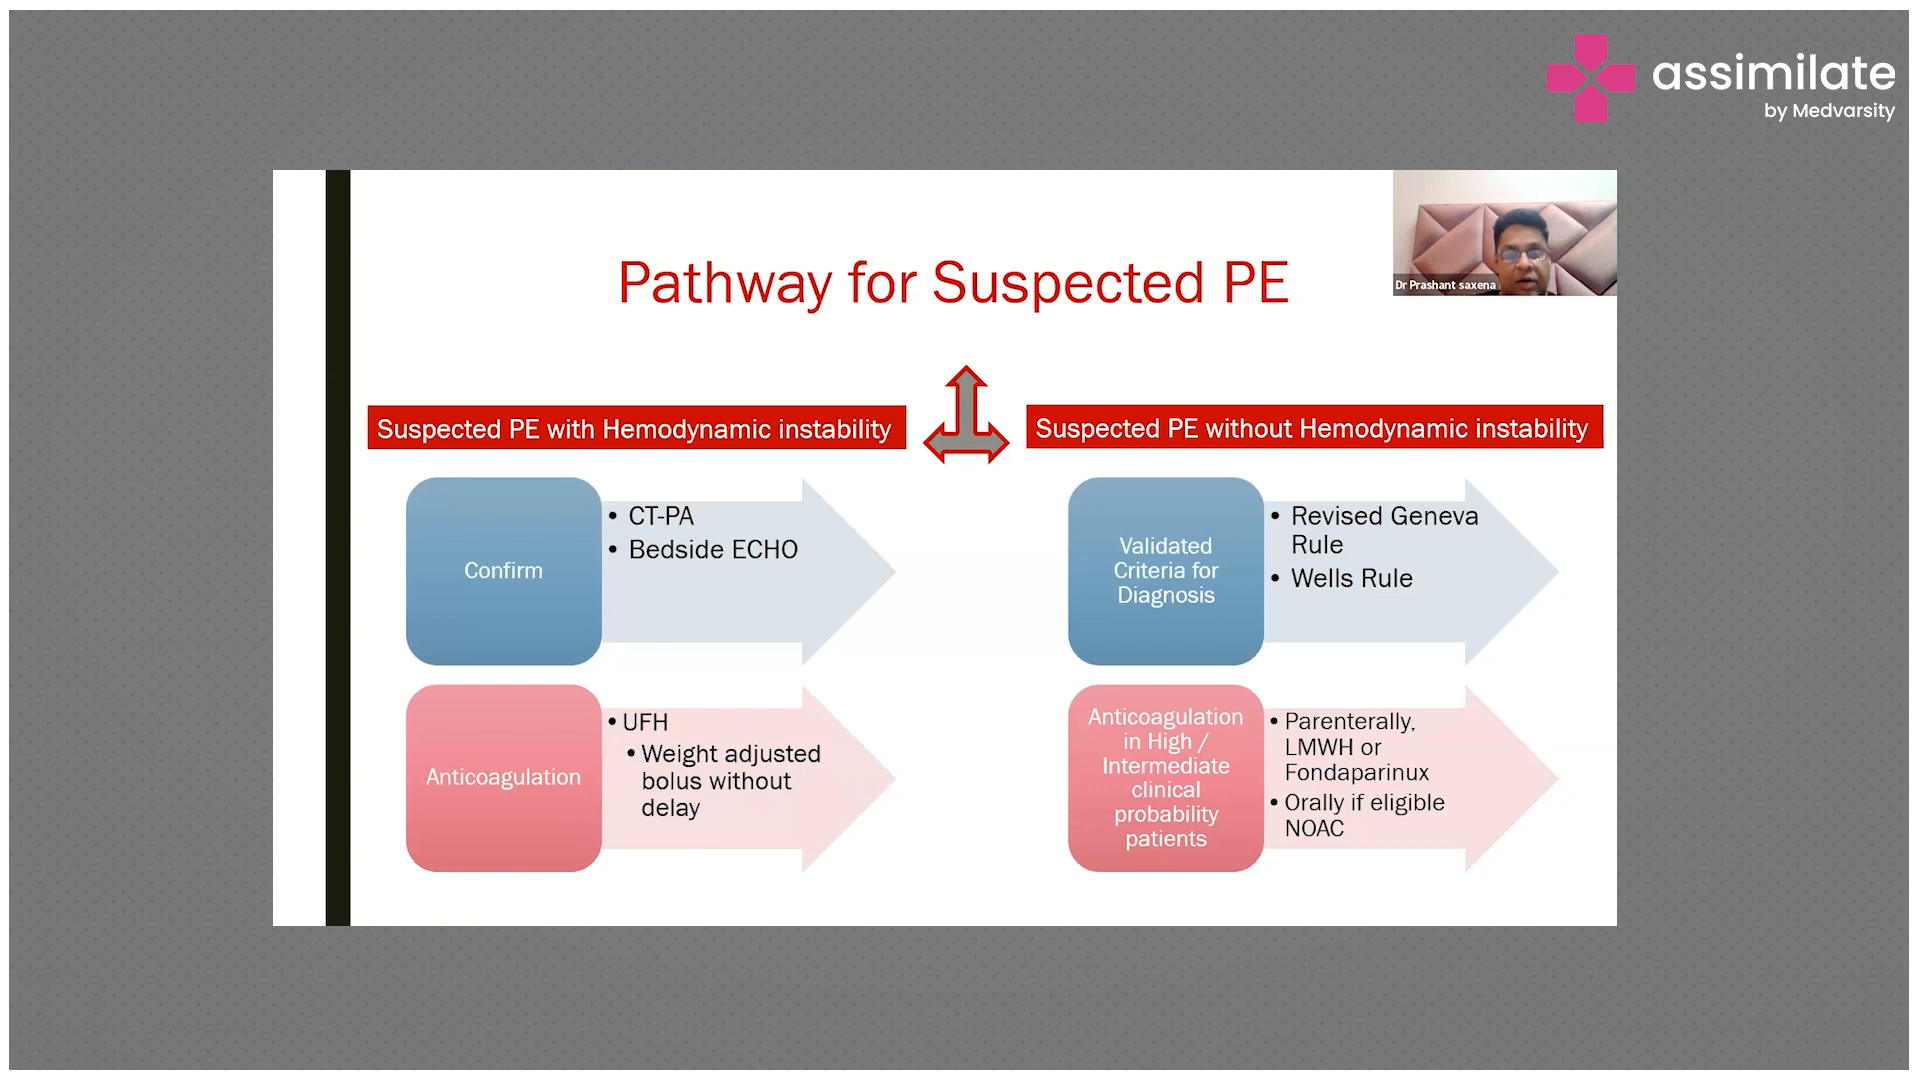 assimilate
by Medvarsity
Dr Prashant saxena
Pathway for Suspected PE
Suspected PE with Hemodynamic instability
Confirm
• CT-PA
• Bedside ECHO
Anticoagulation
• UFH
• Weight adjusted
bolus without
delay
Suspected PE without Hemodynamic instability
Validated
Criteria for
Diagnosis
• Revised Geneva
Rule
• Wells Rule
Anticoagulation
in High /
Intermediate
clinical
probability
patients
• Parenterally,
LMWH or
Fondaparinux
• Orally if eligible
NOAC